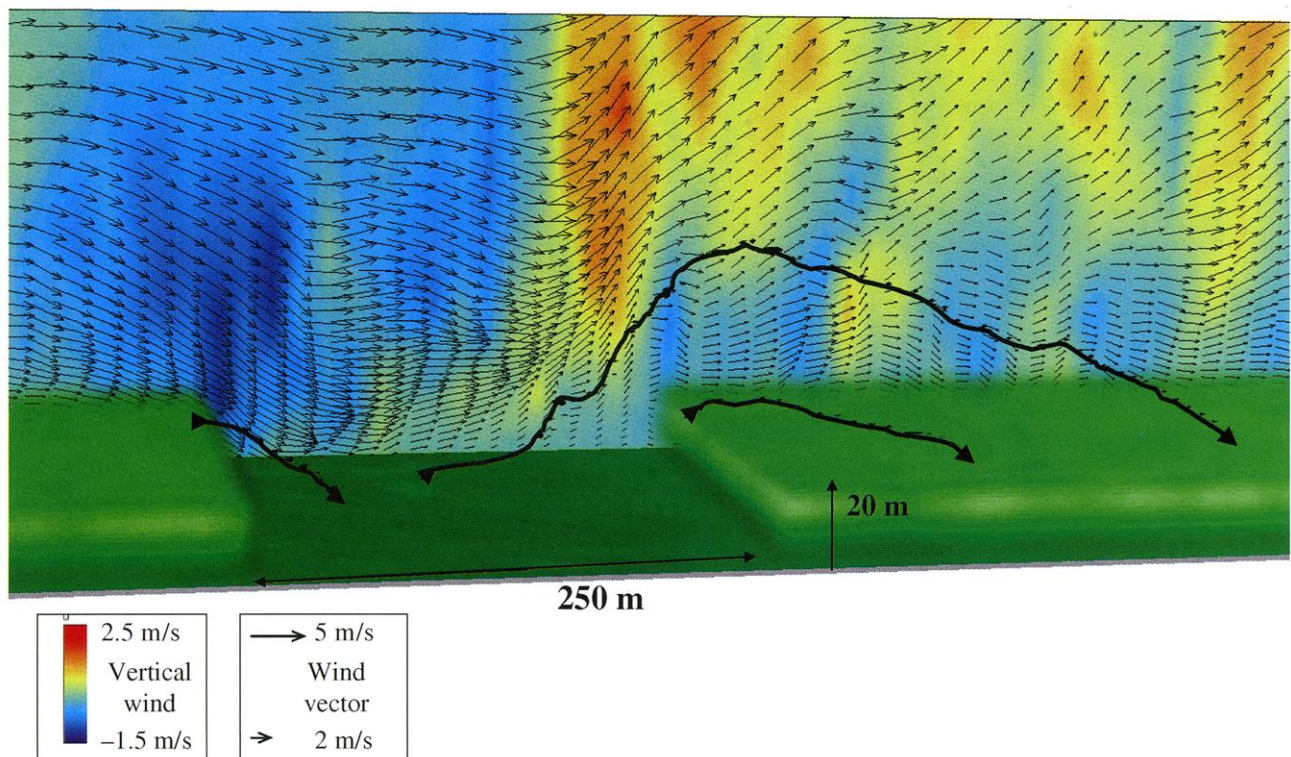 20 m
250 m
2.5 m/s
Vertical
wind
–1.5 m/s
5 m/s
Wind
vector
2 m/s